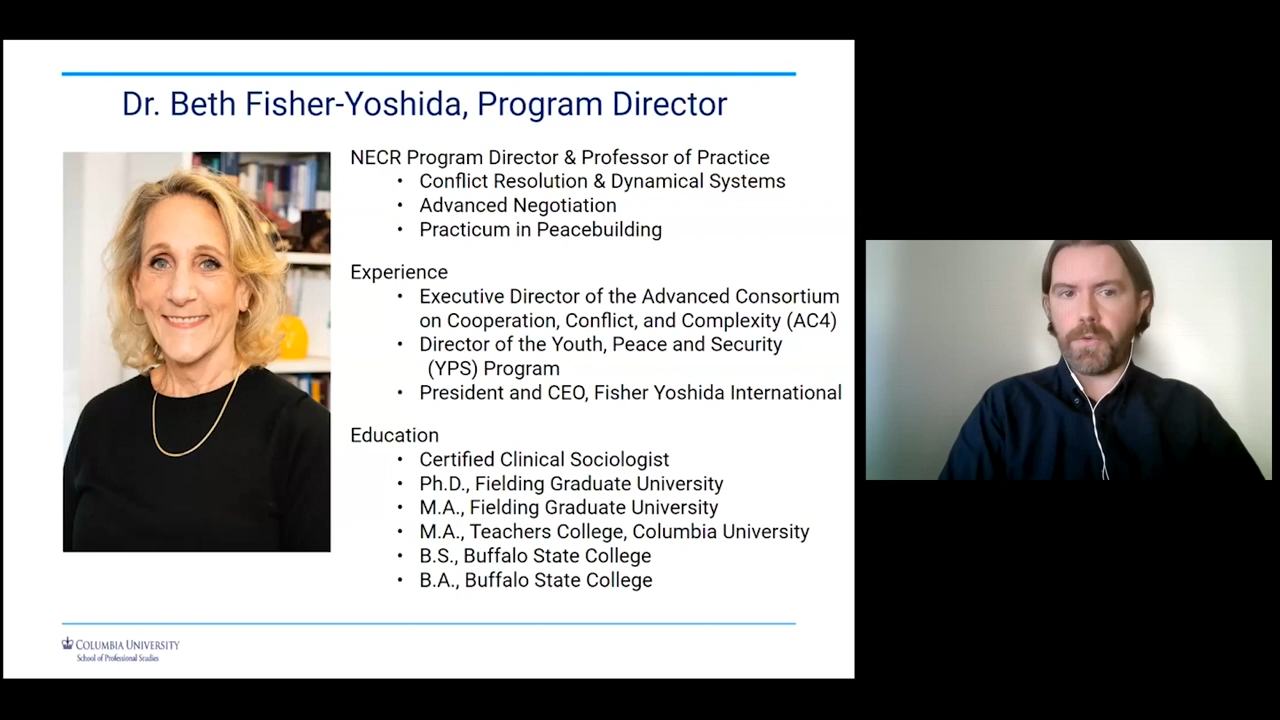 Dr. Beth Fisher-Yoshida, Program Director
NECR Program Director & Professor of Practice
• Conflict Resolution & Dynamical Systems
• Advanced Negotiation
• Practicum in Peacebuilding
Experience
• Executive Director of the Advanced Consortium
on Cooperation, Conflict, and Complexity (AC4)
• Director of the Youth, Peace and Security
(YPS) Program
• President and CEO, Fisher Yoshida International
Education
• Certified Clinical Sociologist
• Ph.D., Fielding Graduate University
• M.A., Fielding Graduate University
• M.A., Teachers College, Columbia University
• B.S., Buffalo State College
• B.A., Buffalo State College
COLUMBIA UNIVERSITY
School of Professional Studies